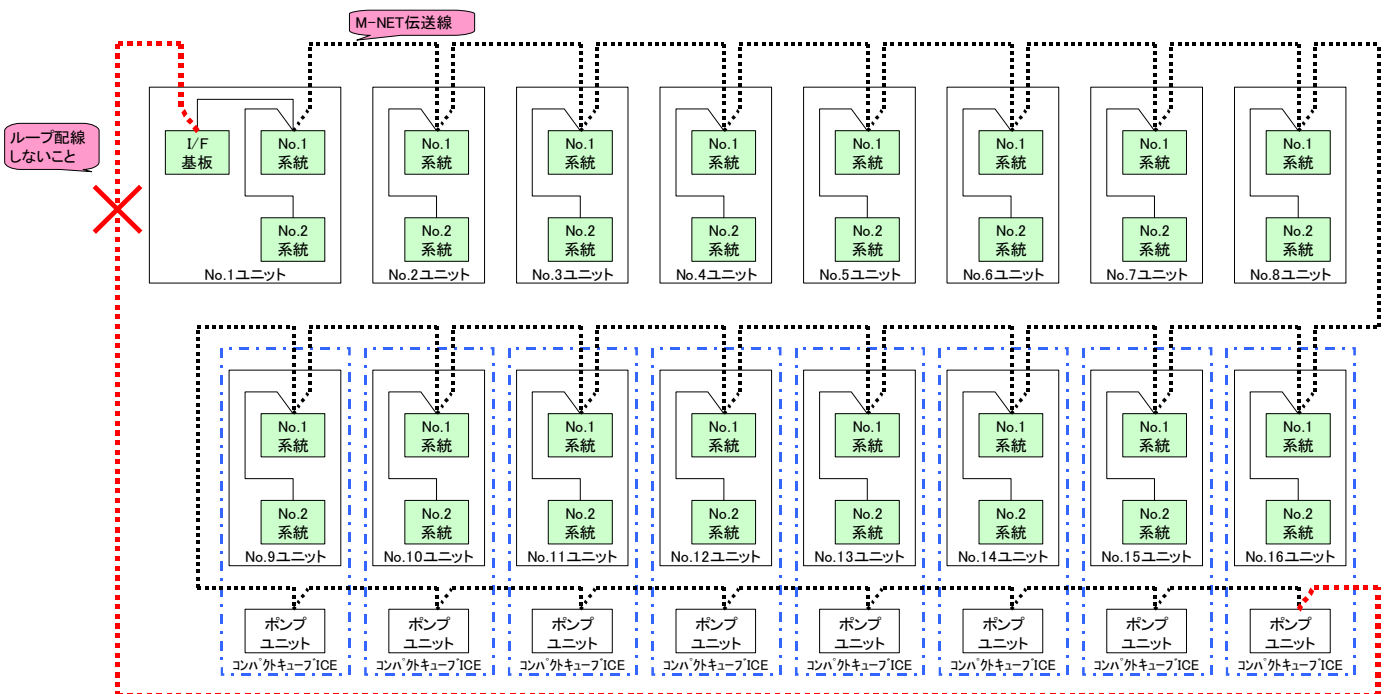 M-NET伝送線
ループ配線
しないこと
I/F
基板
No.1
系統
No.2
系統
No.1ユニット
No.1
系統
No.2
系統
No.2ユニット
No.1
系統
No.2
系統
No.3ユニット
No.1
系統
No.2
系統
No.4ユニット
No.1
系統
No.2
系統
No.5ユニット
No.1
系統
No.2
系統
No.6ユニット
No.1
系統
No.2
系統
No.7ユニット
No.1
系統
No.2
系統
No.8ユニット
No.1
系統
No.2
系統
No.9ユニット
ポンプ
ユニット
コンパクトキューブICE
No.1
系統
No.2
系統
No.10ユニット
ポンプ
ユニット
コンパクトキューブICE
No.1
系統
No.2
系統
No.11ユニット
ポンプ
ユニット
コンパクトキューブICE
No.1
系統
No.2
系統
No.12ユニット
ポンプ
ユニット
コンパクトキューブICE
No.1
系統
No.2
系統
No.13ユニット
ポンプ
ユニット
コンパクトキューブICE
No.1
系統
No.2
系統
No.14ユニット
ポンプ
ユニット
コンパクトキューブICE
No.1
系統
No.2
系統
No.15ユニット
ポンプ
ユニット
コンパクトキューブICE
No.1
系統
No.2
系統
No.16ユニット
ポンプ
ユニット
コンパクトキューブICE